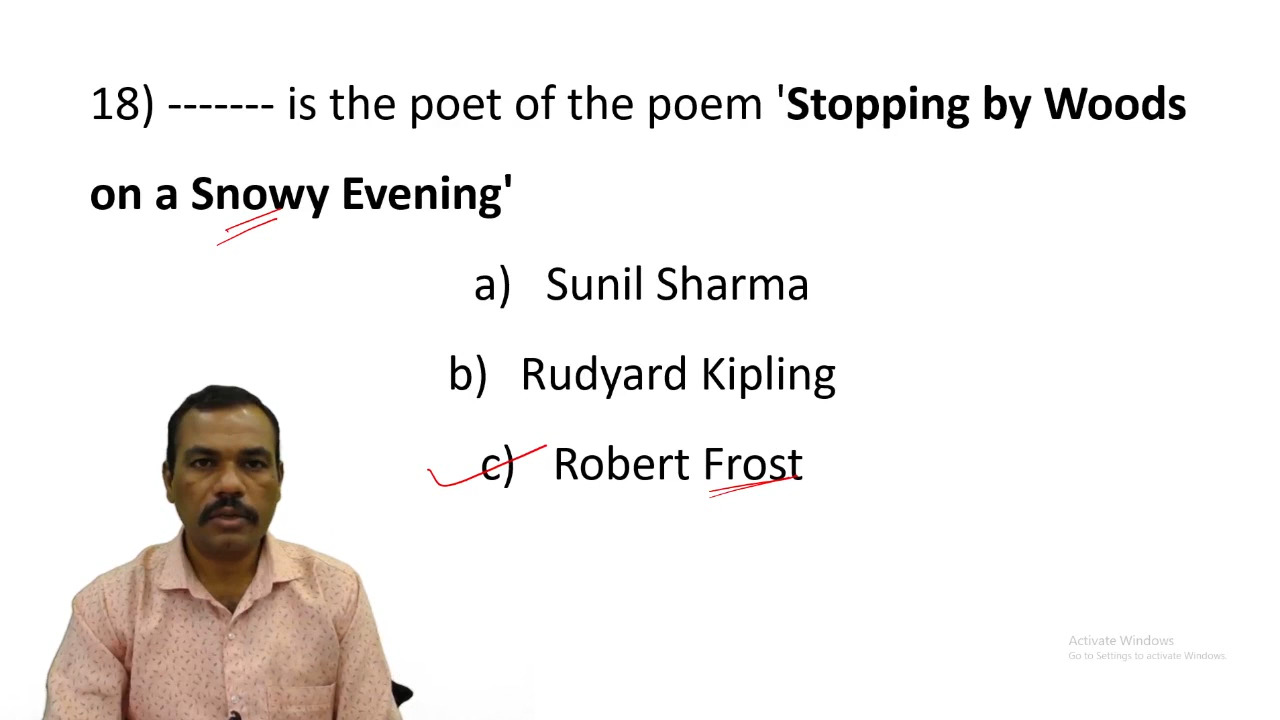 18) ------- is the poet of the poem 'Stopping by Woods
on a Snowy Evening'
a) Sunil Sharma
b) Rudyard Kipling
c) Robert Frost
Activate Windows
Go to Settings to activate Windows.